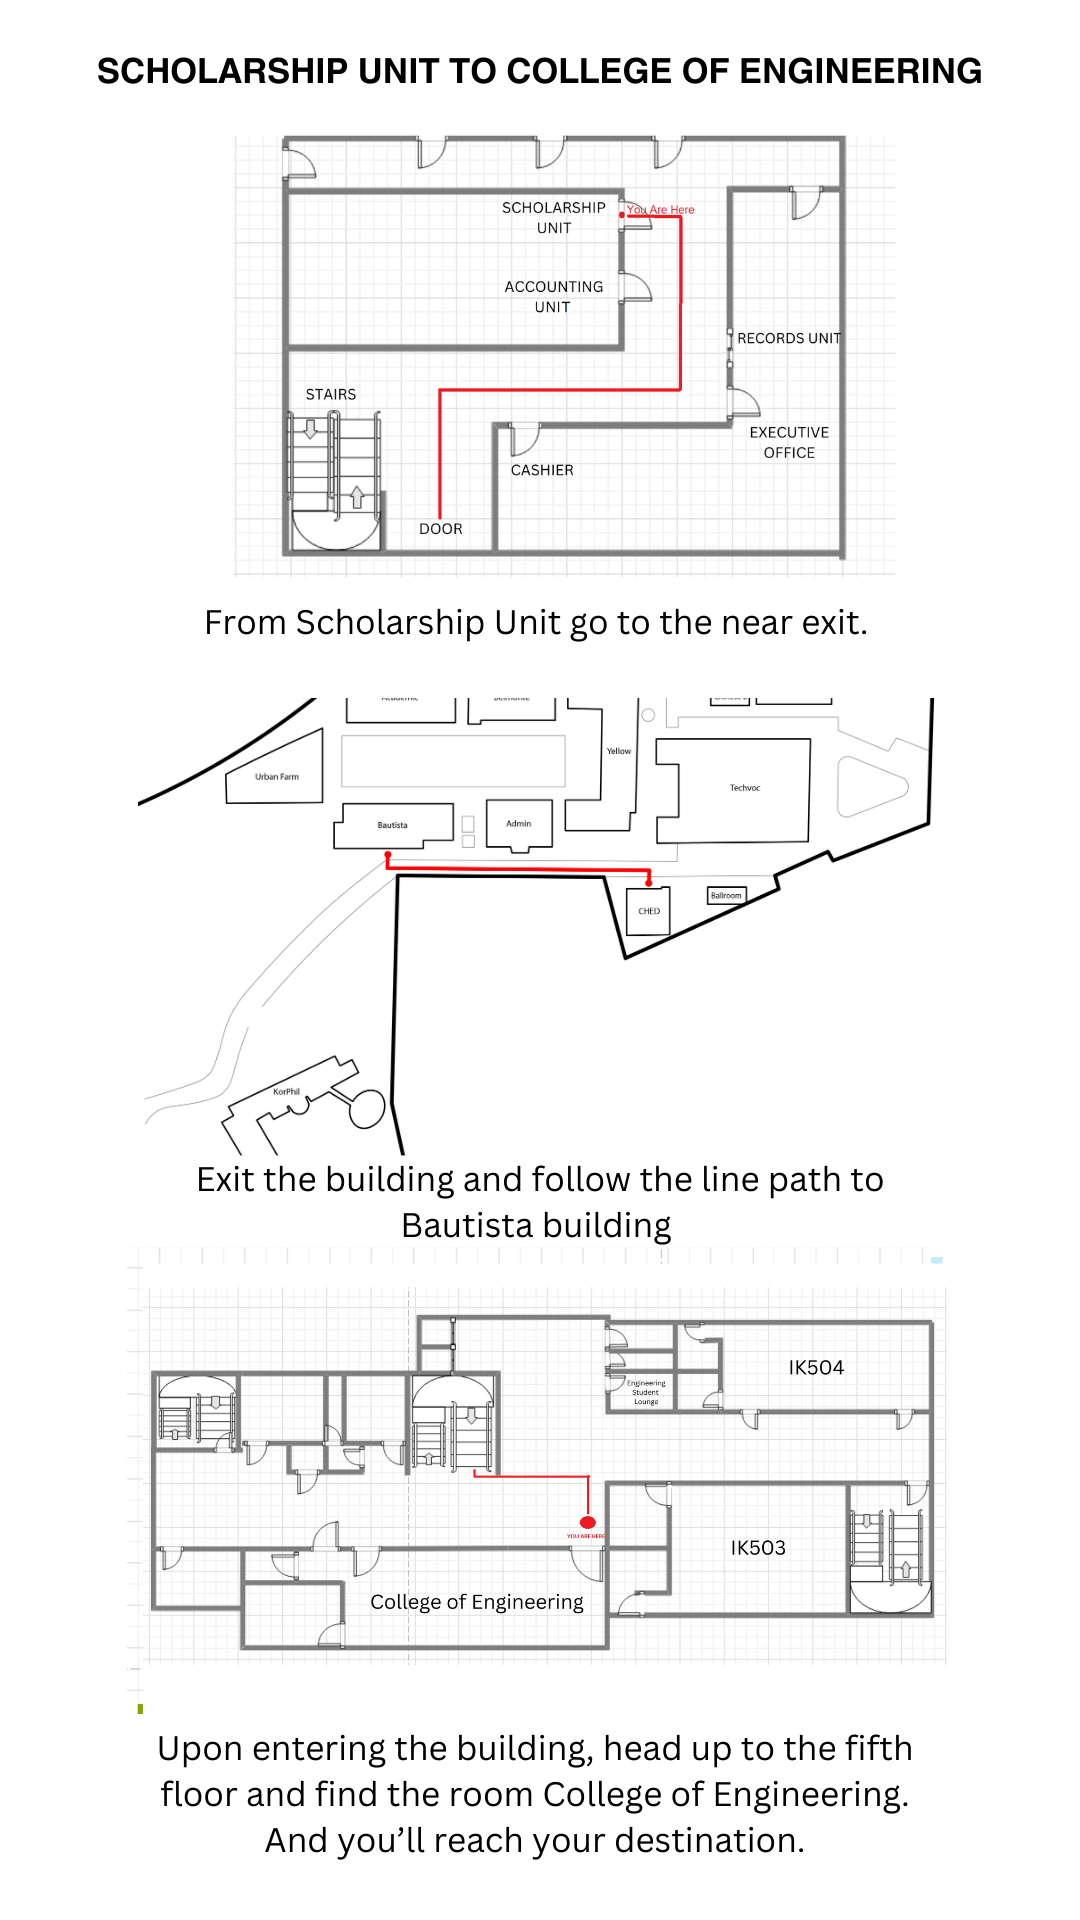 SCHOLARSHIP UNIT TO COLLEGE OF ENGINEERING
SCHOLARSHIP
UNIT
You Are Here
ACCOUNTING
UNIT
RECORDS UNIT
STAIRS
EXECUTIVE
OFFICE
CASHIER
DOOR
From Scholarship Unit go to the near exit.
Academic
Belmonte
Yellow
Urban Farm
Techvoc
Bautista
Admin
Ballroom
CHED
KorPhil
Exit the building and follow the line path to
Bautista building
IK504
Engineering
Student
Lounge
YOU ARE HERE
IK503
College of Engineering
Upon entering the building, head up to the fifth
floor and find the room College of Engineering.
And you’ll reach your destination.